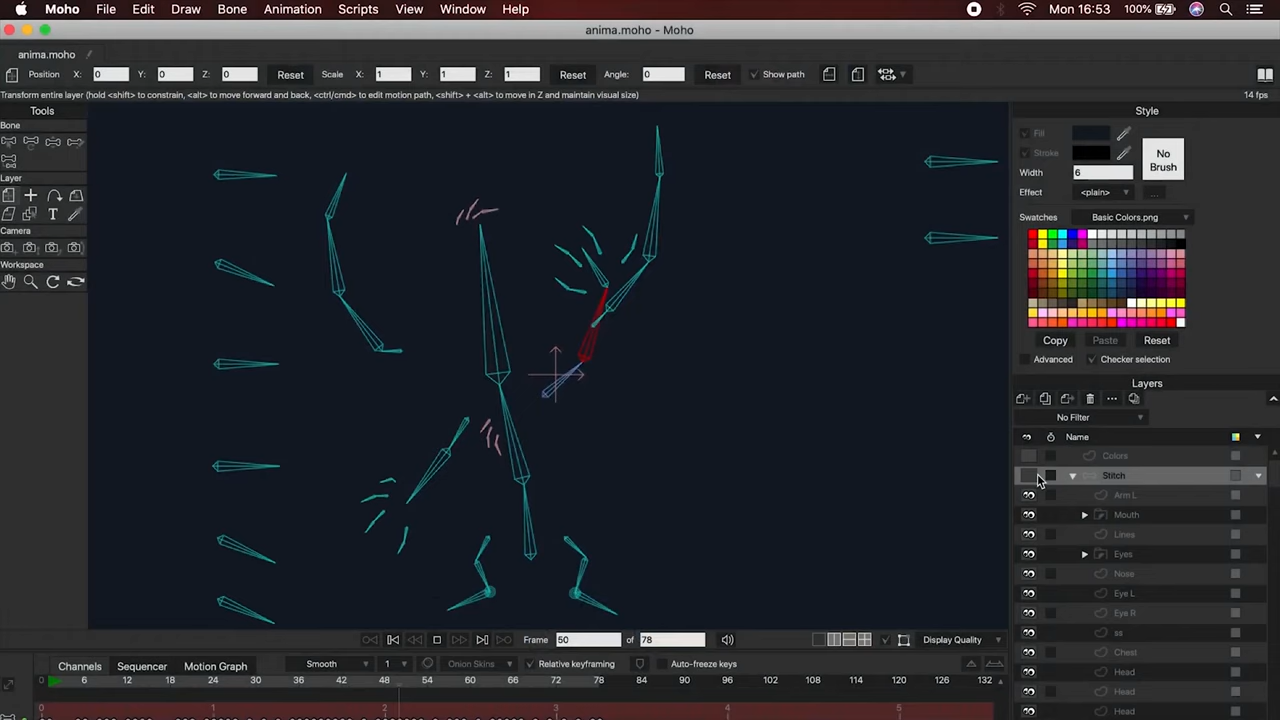 Moho File Edit Draw Bone Animation Scripts View Window Help Mon 16:53 100%
anima.moho - Moho
anima.moho
Position X: 0 Y: 0 Z: 0 Reset Scale X: 1 Y: 1 Z: 1 Reset Angle: 0 Reset Show path
Transform entire layer (hold <shift> to constrain, <alt> to move forward and back, <ctrl/cmd> to edit motion path, <shift> + <alt> to move in Z and maintain visual size) 14 fps
Tools
Bone
Layer
T
Camera
Workspace
Style
Fill
Stroke
No
Brush
Width
6
Effect <plain> ...
Swatches Basic Colors.png
Copy Paste Reset
Advanced Checker selection
Layers
No Filter
Name
Colors
Stitch
Arm L
Mouth
Lines
Eyes
Nose
Eye L
Eye R
ss
Chest
Head
Head
Head
Frame 50 of 78 Display Quality
Channels Sequencer Motion Graph Smooth 1 Onion Skins Relative keyframing Auto-freeze keys
0 6 12 18 24 30 36 42 48 54 60 66 72 78 84 90 96 102 108 114 120 126 132
0 1 2 3 4 5